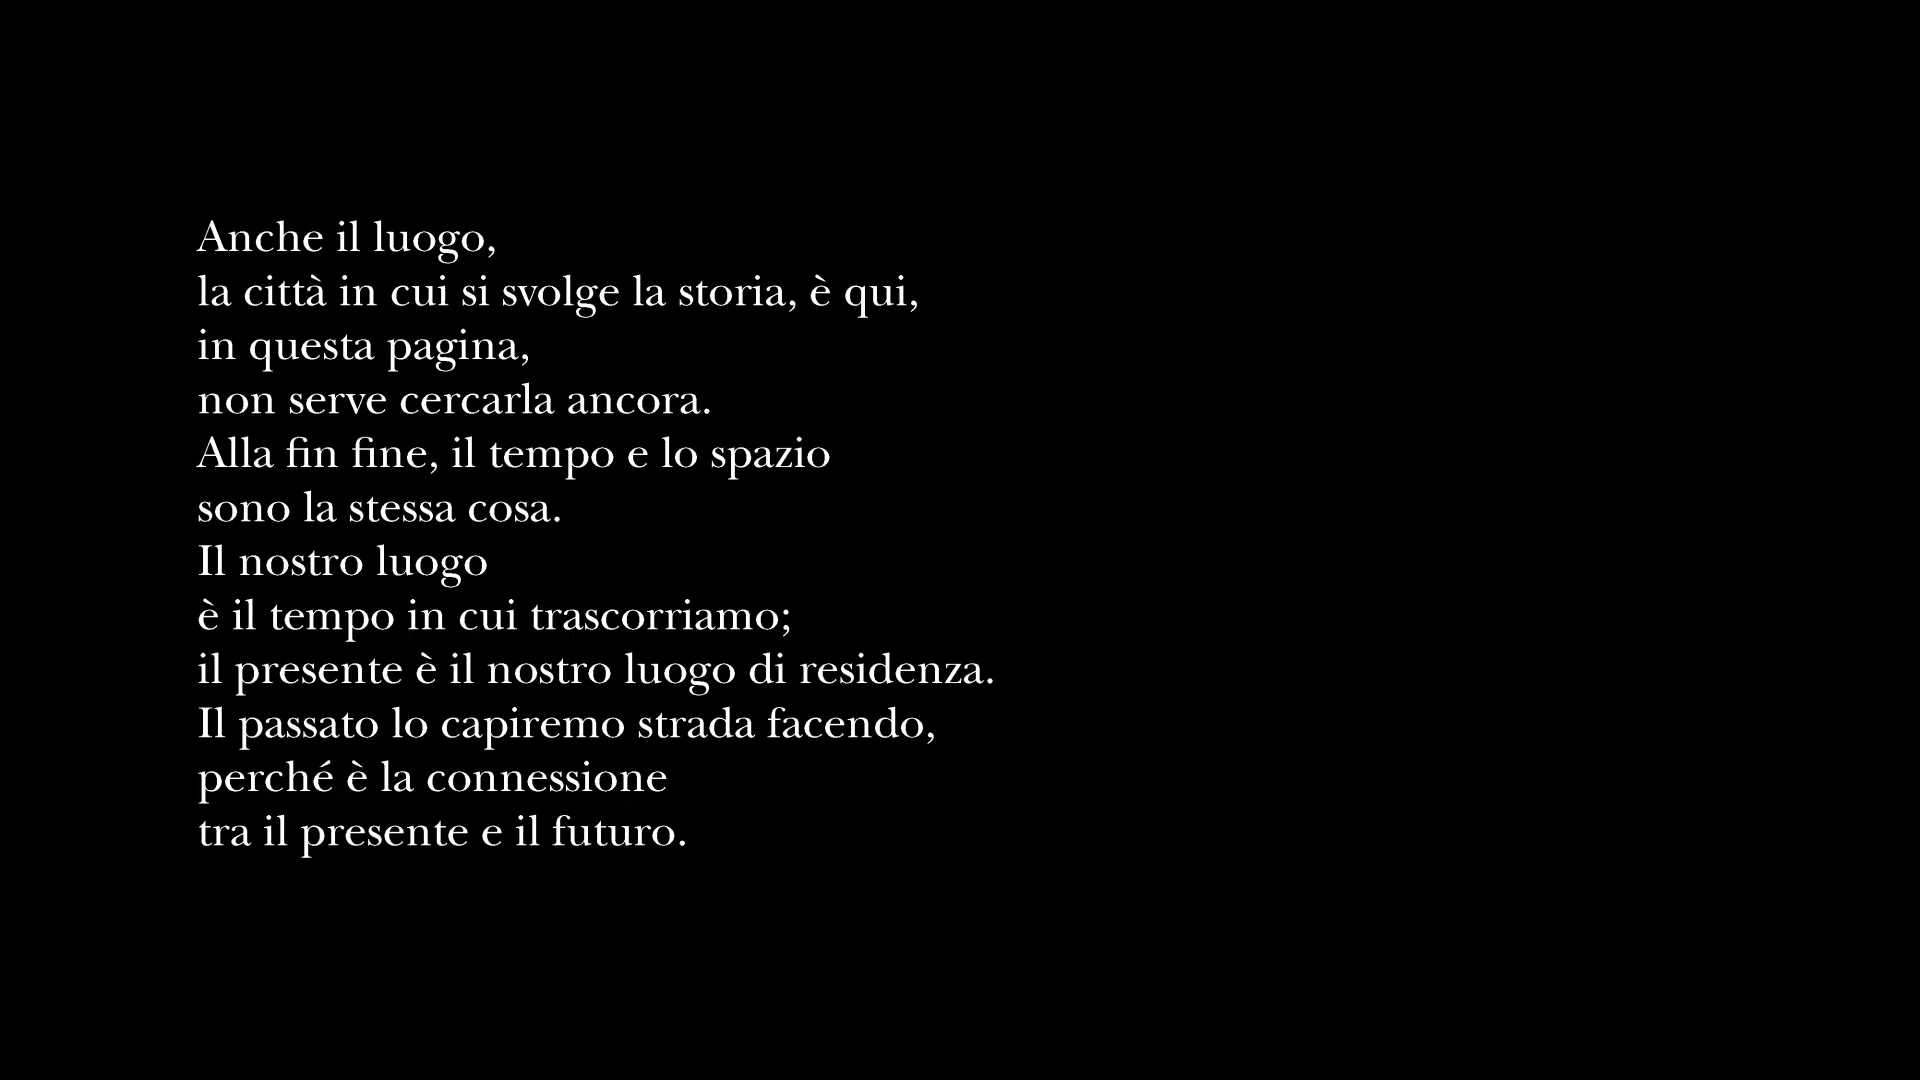 Anche il luogo,
la città in cui si svolge la storia, è qui,
in questa pagina,
non serve cercarla ancora.
Alla fin fine, il tempo e lo spazio
sono la stessa cosa.
Il nostro luogo
è il tempo in cui trascorriamo;
il presente è il nostro luogo di residenza.
Il passato lo capiremo strada facendo,
perché è la connessione
tra il presente e il futuro.